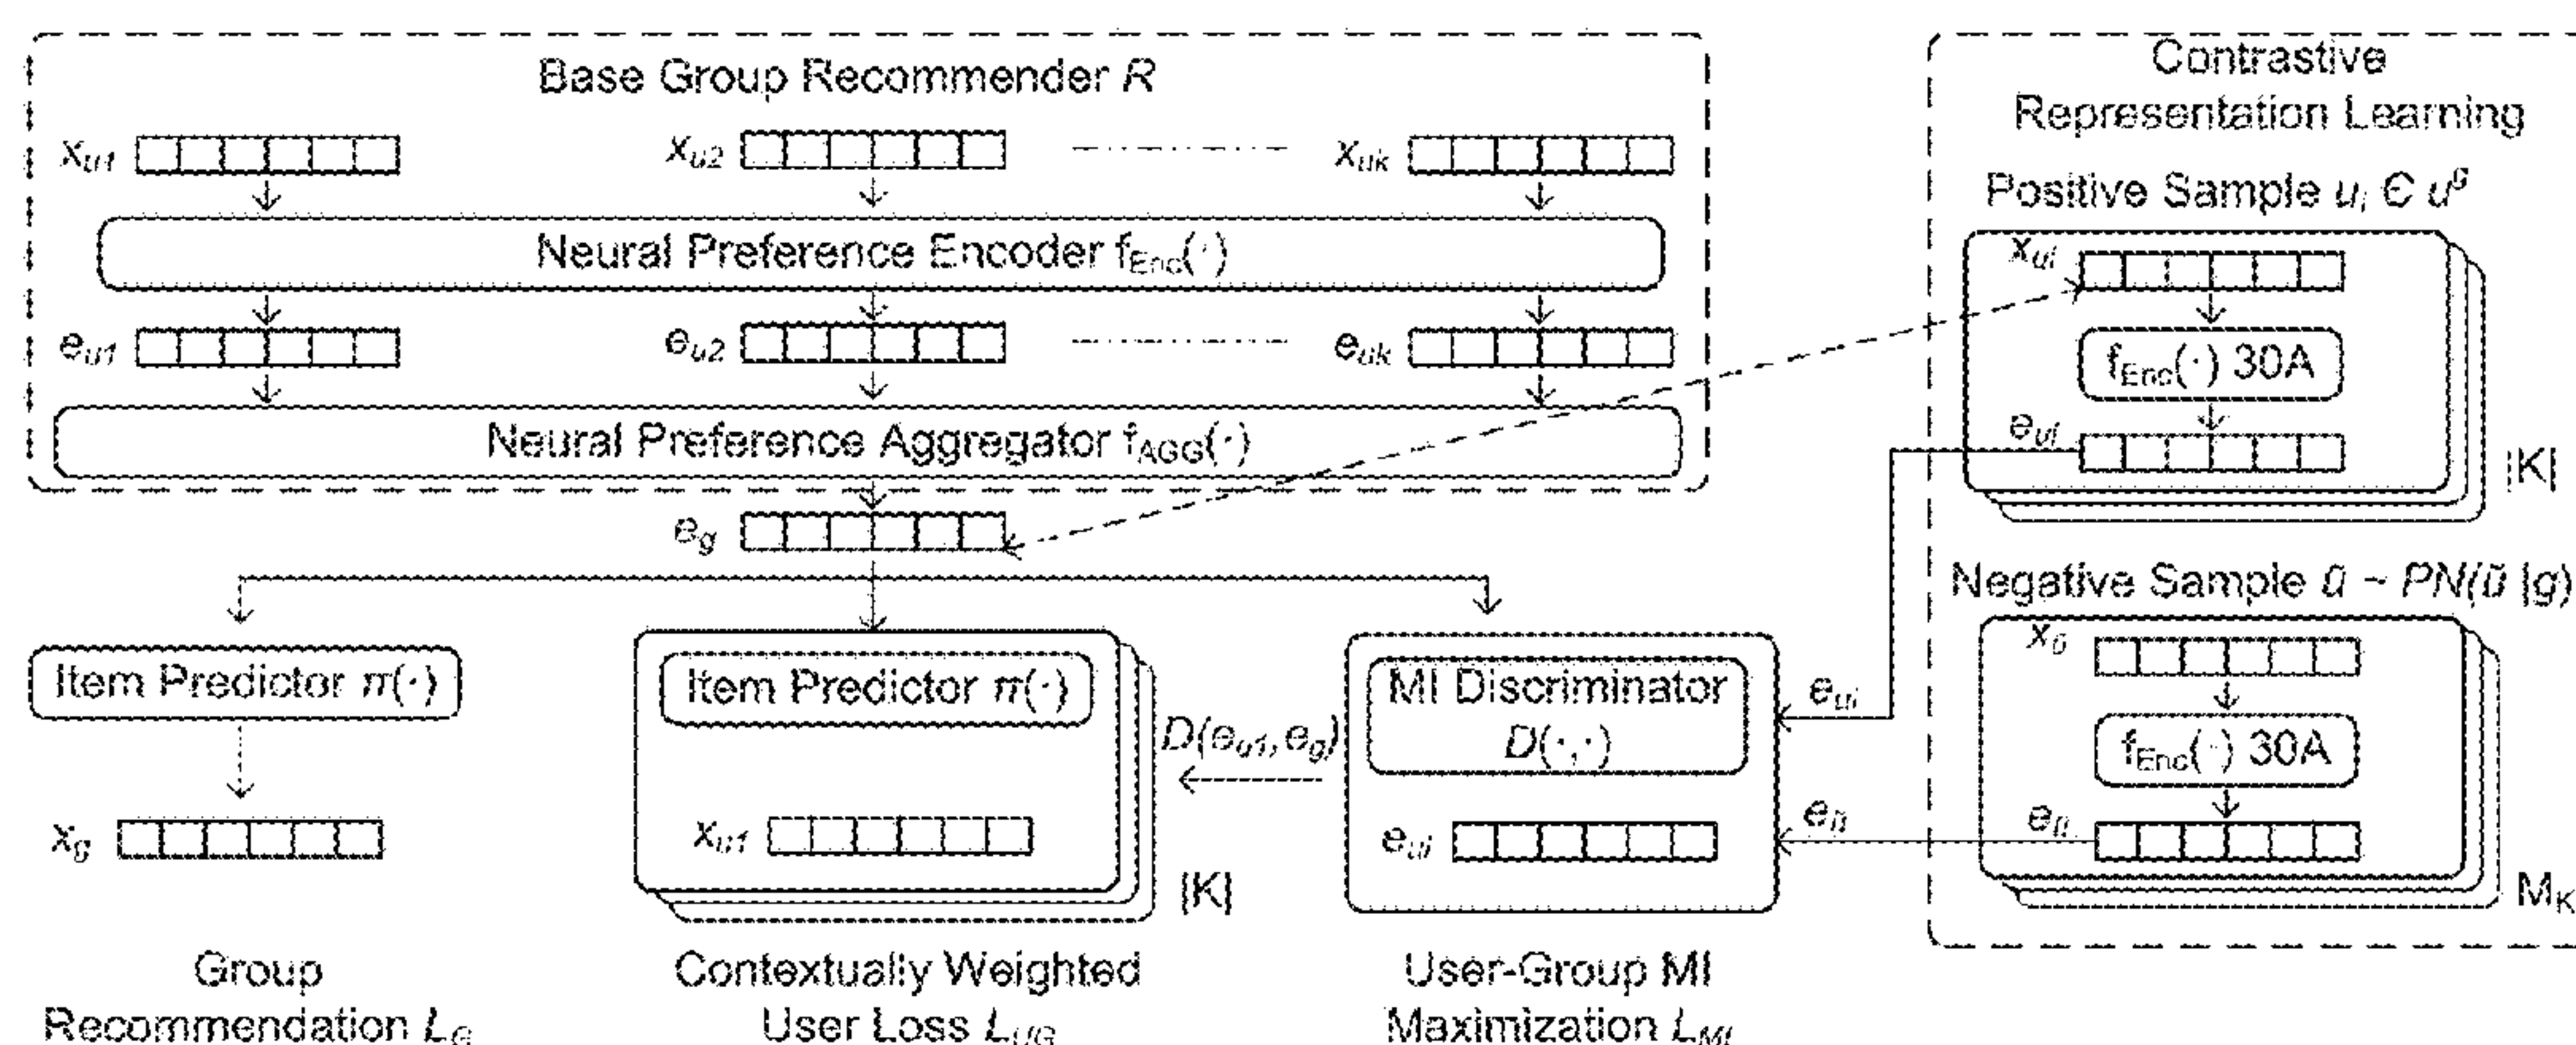 Base Group Recommender R
x_u1
x_u2
x_uk
Neural Preference Encoder f_Enc(·)
e_u1
e_u2
e_uk
Neural Preference Aggregator f_AGG(·)
e_g
Item Predictor π(·)
x_g
Group
Recommendation L_G
Item Predictor π(·)
x_u1
|K|
Contextually Weighted
User Loss L_UG
D(e_u1, e_g)
MI Discriminator
D(·,·)
e_ui
User-Group MI
Maximization L_MI
e_ui
e_ũ
Contrastive
Representation Learning
Positive Sample u_i Є u^g
x_ui
f_Enc(·) 30A
e_ui
|K|
Negative Sample ũ ~ PN(ũ |g)
x_ũ
f_Enc(·) 30A
e_ũ
M_K